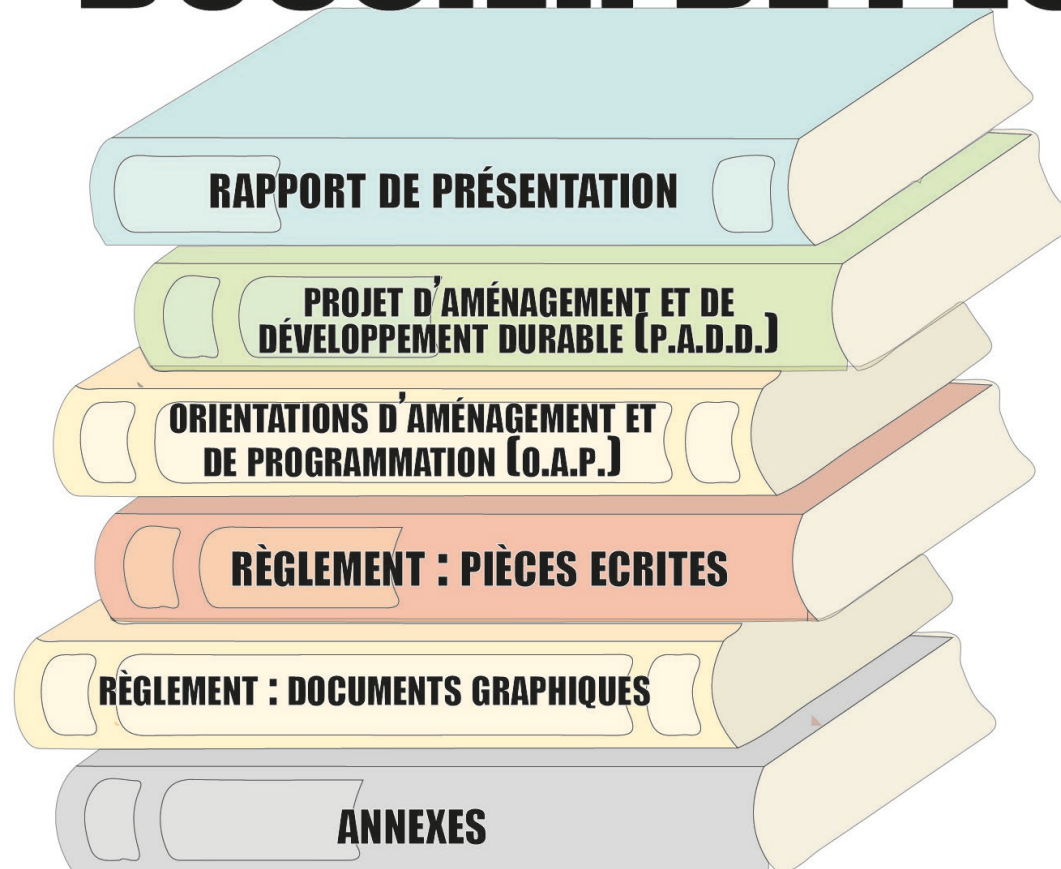 RAPPORT DE PRÉSENTATION
PROJET D'AMÉNAGEMENT ET DE
DÉVELOPPEMENT DURABLE (P.A.D.D.)
ORIENTATIONS D'AMÉNAGEMENT ET
DE PROGRAMMATION (O.A.P.)
RÈGLEMENT : PIÈCES ECRITES
RÈGLEMENT : DOCUMENTS GRAPHIQUES
ANNEXES